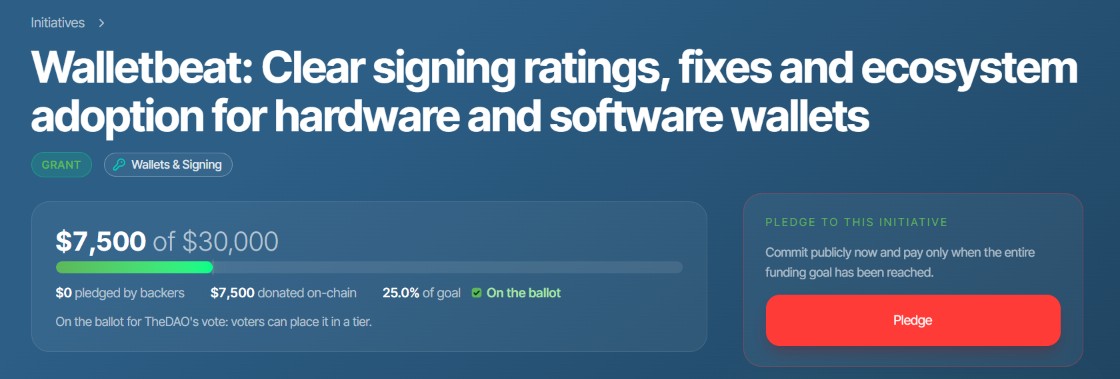 Initiatives >
Walletbeat: Clear signing ratings, fixes and ecosystem
adoption for hardware and software wallets
GRANT
Wallets & Signing
$7,500 of $30,000
$0 pledged by backers
$7,500 donated on-chain
25.0% of goal
On the ballot
On the ballot for TheDAO's vote: voters can place it in a tier.
PLEDGE TO THIS INITIATIVE
Commit publicly now and pay only when the entire
funding goal has been reached.
Pledge